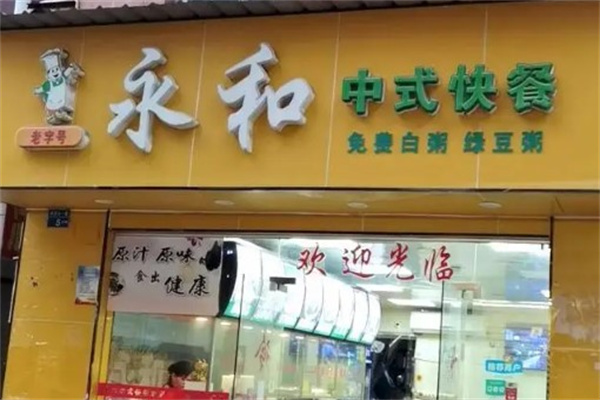 永和
老字号
中式快餐
免费白粥 绿豆粥
原汁原味
食出健康
欢迎光临